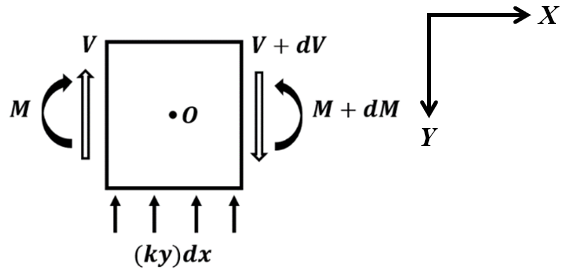 V
V + dV
X
M
O
M + dM
Y
(ky)dx